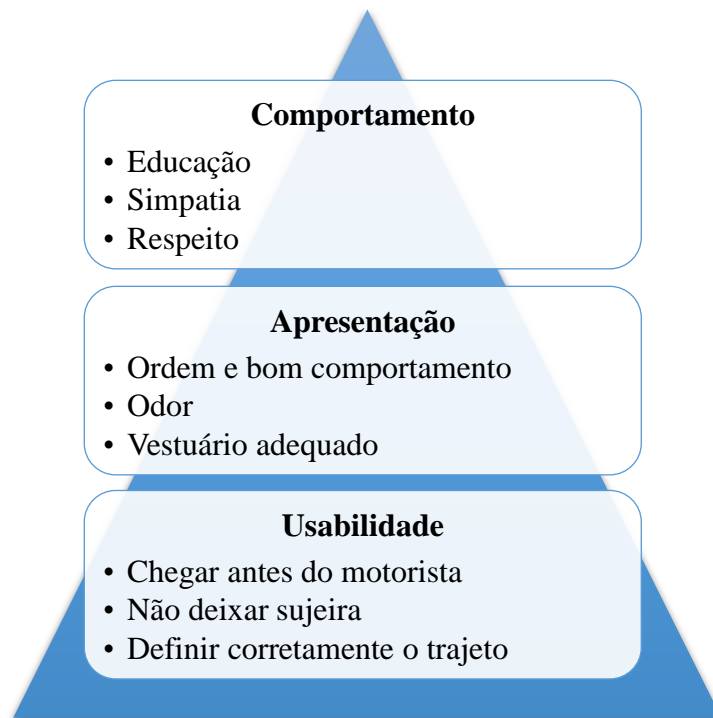 Comportamento
• Educação
• Simpatia
• Respeito
Apresentação
• Ordem e bom comportamento
• Odor
• Vestuário adequado
Usabilidade
• Chegar antes do motorista
• Não deixar sujeira
• Definir corretamente o trajeto